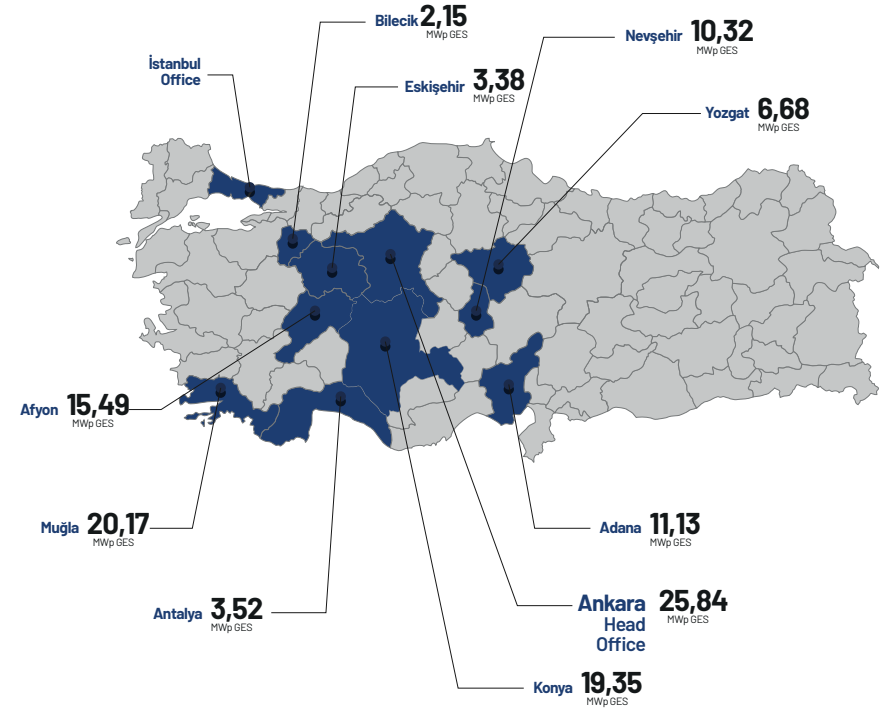 Bilecik 2,15
MWp GES
Nevşehir 10,32
MWp GES
İstanbul
Office
Eskişehir 3,38
MWp GES
Yozgat 6,68
MWp GES
Afyon 15,49
MWp GES
Muğla 20,17
MWp GES
Adana 11,13
MWp GES
Antalya 3,52
MWp GES
Ankara 25,84
MWp GES
Head
Office
Konya 19,35
MWp GES